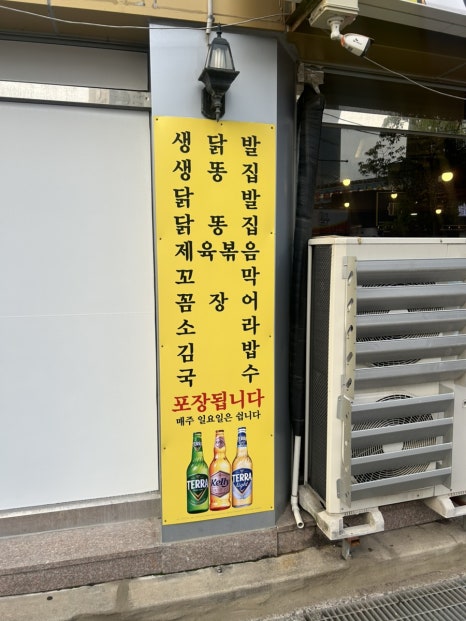 생 닭 발
생 똥 집
닭 발
닭 똥 집
제육볶음
꼬 막
꼼 장 어
소 라
김 밥
국 수
포장됩니다
매주 일요일은 쉽니다
TERRA
Kelly
TERRA
Light